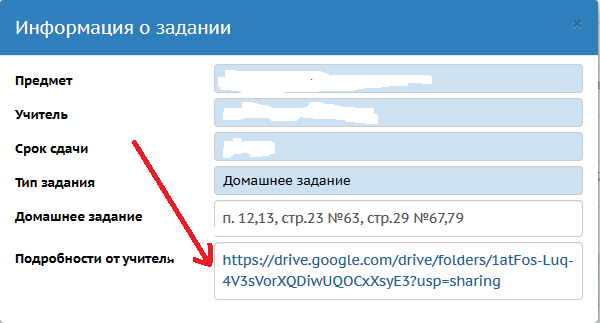 Информация о задании ×
Предмет
Учитель
Срок сдачи
Тип задания Домашнее задание
Домашнее задание п. 12,13, стр.23 №63, стр.29 №67,79
Подробности от учителя https://drive.google.com/drive/folders/1atFos-Luq-
4V3sVorXQDiwUQOCxXsyE3?usp=sharing